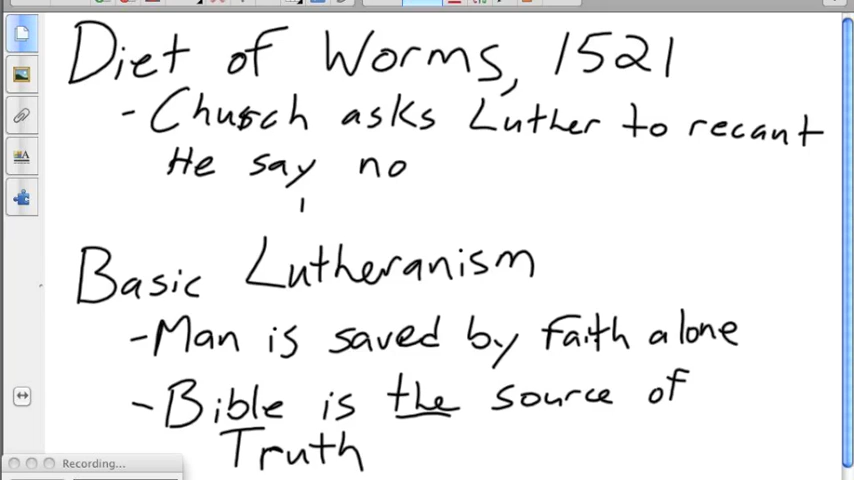 Diet of Worms, 1521
- Church asks Luther to recant
He say no
Basic Lutheranism
- Man is saved by faith alone
- Bible is the source of
Truth
Recording...